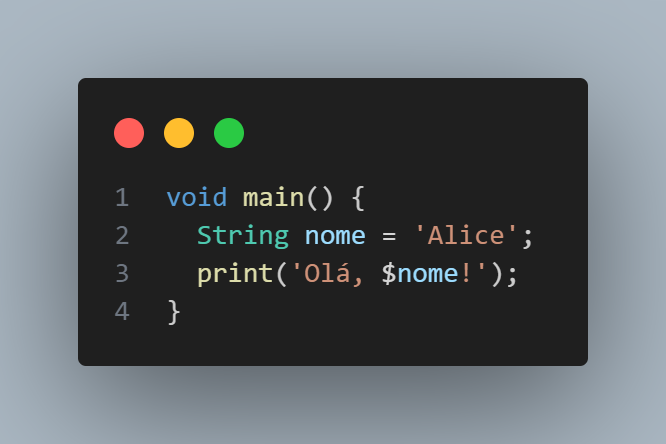 1 void main() {
2   String nome = 'Alice';
3   print('Olá, $nome!');
4 }